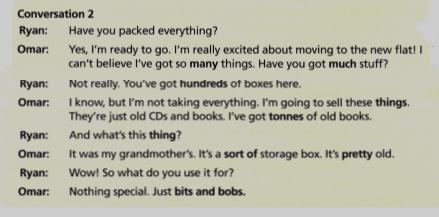 Conversation 2
Ryan: Have you packed everything?
Omar: Yes, I'm ready to go. I'm really excited about moving to the new flat! I
can't believe I've got so many things. Have you got much stuff?
Ryan: Not really. You've got hundreds of boxes here.
Omar: I know, but I'm not taking everything. I'm going to sell these things.
They're just old CDs and books. I've got tonnes of old books.
Ryan: And what's this thing?
Omar: It was my grandmother's. It's a sort of storage box. It's pretty old.
Ryan: Wow! So what do you use it for?
Omar: Nothing special. Just bits and bobs.